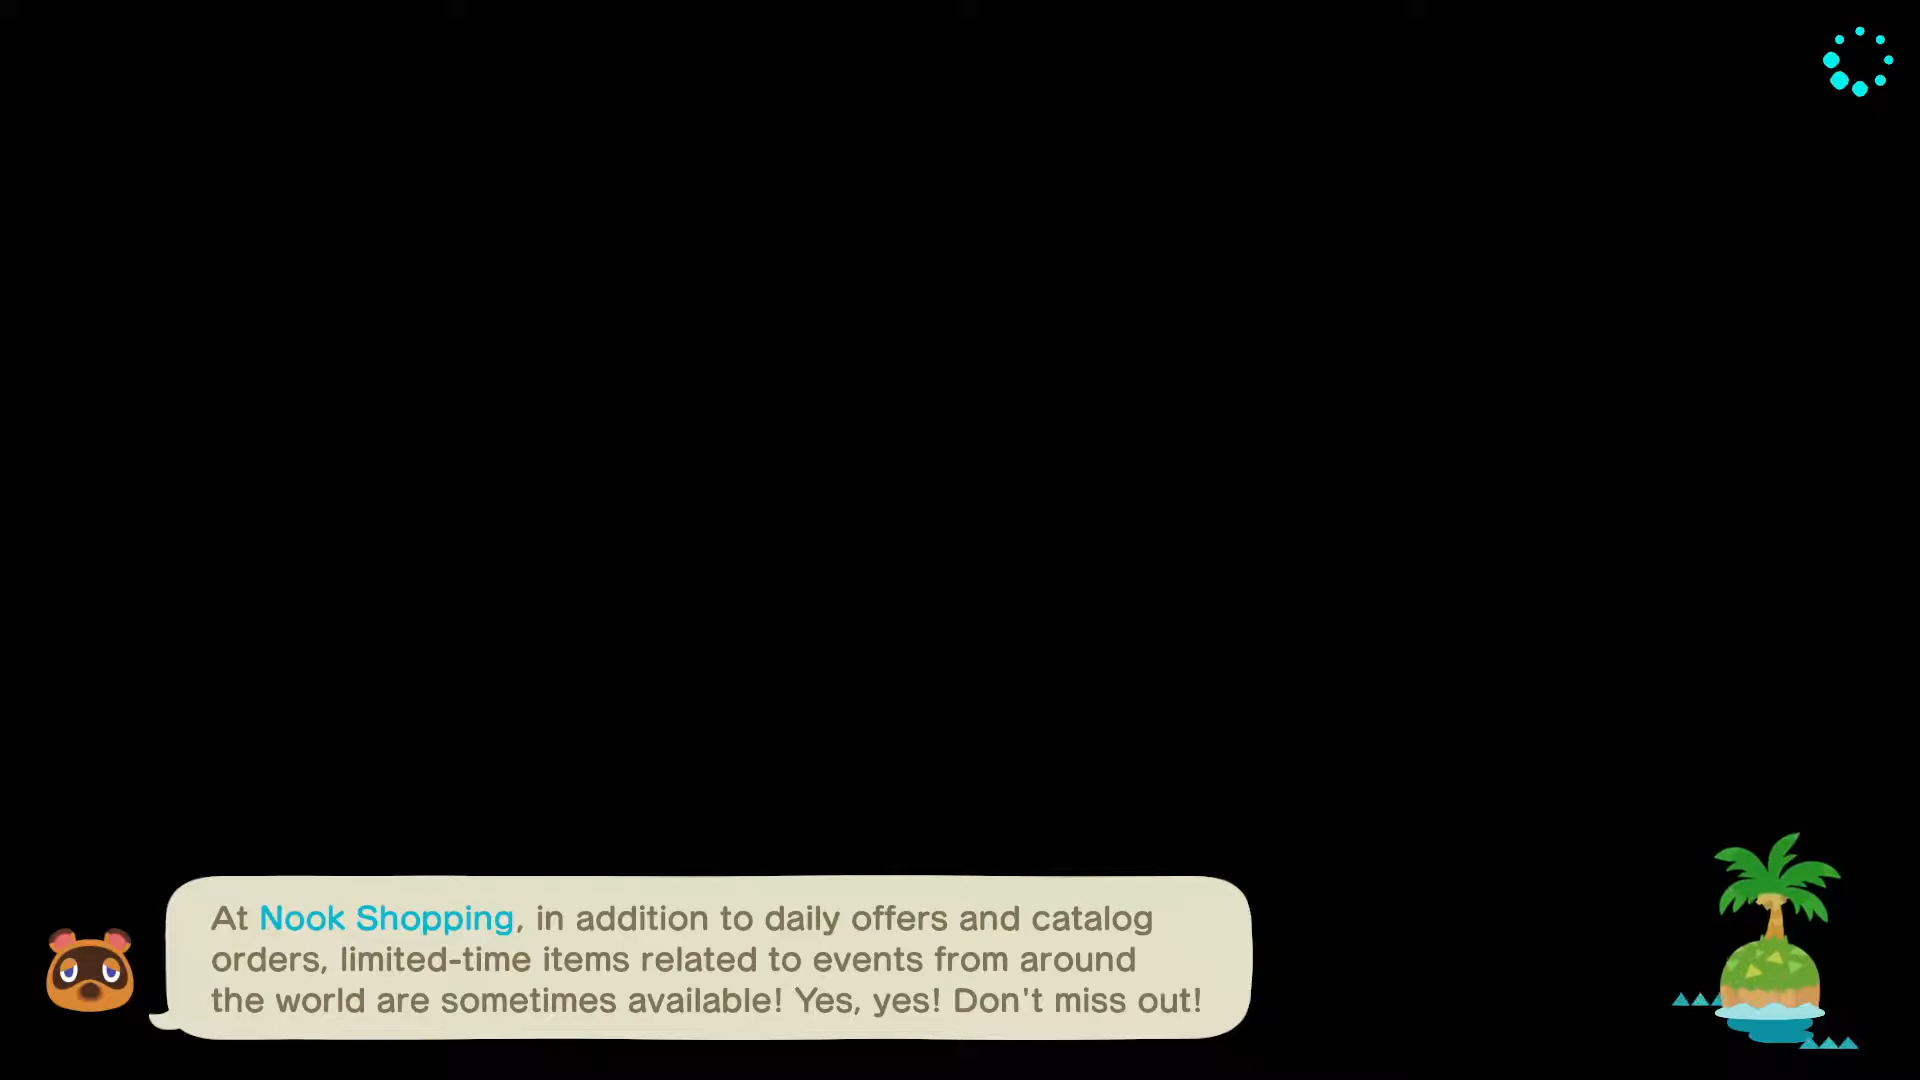 At Nook Shopping, in addition to daily offers and catalog
orders, limited-time items related to events from around
the world are sometimes available! Yes, yes! Don't miss out!